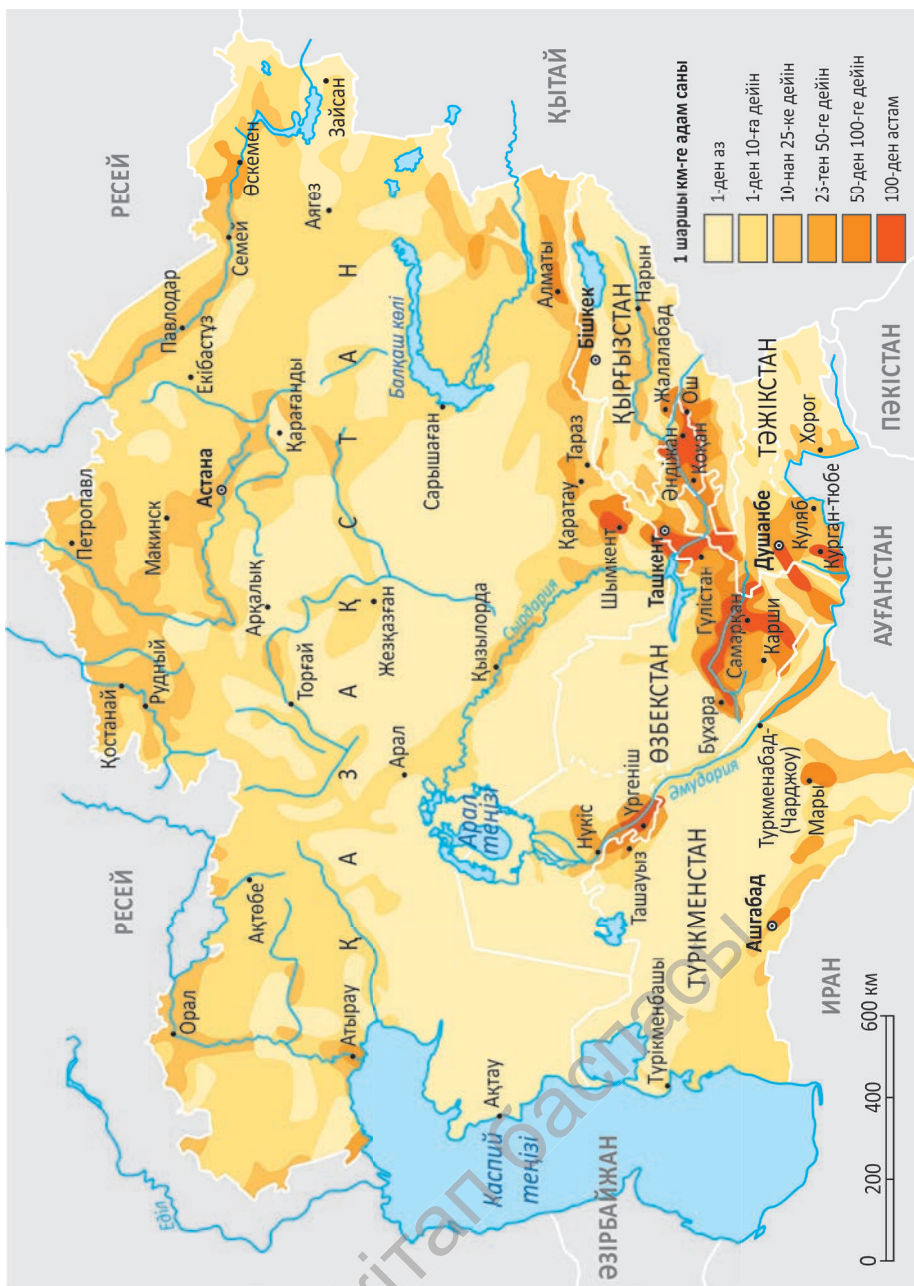 РЕСЕЙ
РЕСЕЙ
ҚЫТАЙ
Еділ
Орал
Ақтөбе
Атырау
Қостанай
Рудный
Петропавл
Макинск
Астана
Арқалық
Торғай
Қарағанды
Екібастұз
Павлодар
Семей
Өскемен
Зайсан
Аягөз
Қ А З А Қ С Т А Н
Жезқазған
Сарышаған
Балқаш көлі
Арал
Арал
теңізі
Қызылорда
Сырдария
Каспий
теңізі
Ақтау
Қаратау
Тараз
Шымкент
Алматы
Бішкек
ҚЫРҒЫЗСТАН
Нарын
Жалалабад
Ош
Әндіжан
Коқан
Ташкент
Гүлістан
Самарқан
Карши
Бұхара
ӨЗБЕКСТАН
Нүкіс
Үргеніш
Ташауыз
Әмудария
ТҮРІКМЕНСТАН
Түрікменбашы
Туркменабад-
(Чарджоу)
Мары
Ашгабад
ТӘЖІКСТАН
Душанбе
Хорог
Куляб
Курган-тюбе
ӘЗІРБАЙЖАН
ИРАН
АУҒАНСТАН
ПӘКІСТАН
1 шаршы км-ге адам саны
1-ден аз
1-ден 10-ға дейін
10-нан 25-ке дейін
25-тен 50-ге дейін
50-ден 100-ге дейін
100-ден астам
0 200 400 600 км
кітап баспасы